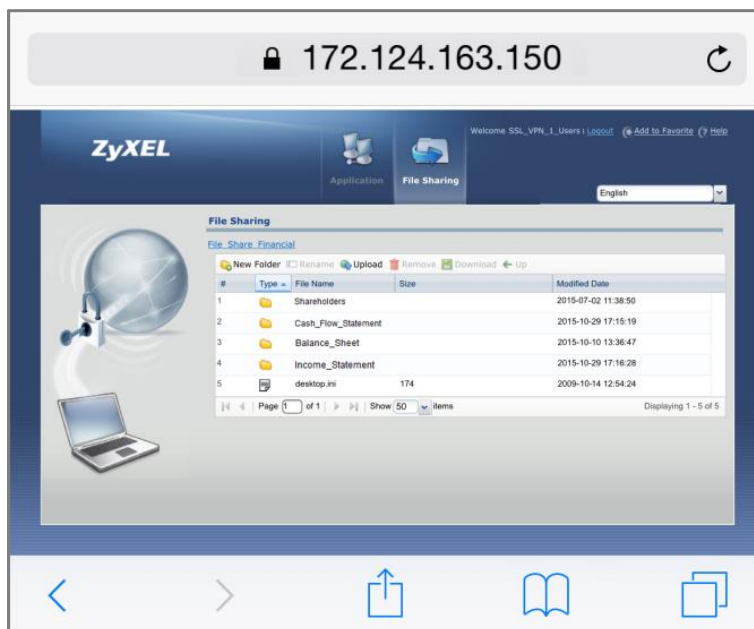 172.124.163.150
Welcome SSL_VPN_1_Users | Logout Add to Favorite Help
ZyXEL
Application File Sharing
English
File Sharing
File_Share_Financial
New Folder Rename Upload Remove Download Up
# Type File Name Size Modified Date
1 Shareholders 2015-07-02 11:38:50
2 Cash_Flow_Statement 2015-10-29 17:15:19
3 Balance_Sheet 2015-10-10 13:36:47
4 Income_Statement 2015-10-29 17:16:28
5 desktop.ini 174 2009-10-14 12:54:24
Page 1 of 1 Show 50 items Displaying 1 - 5 of 5